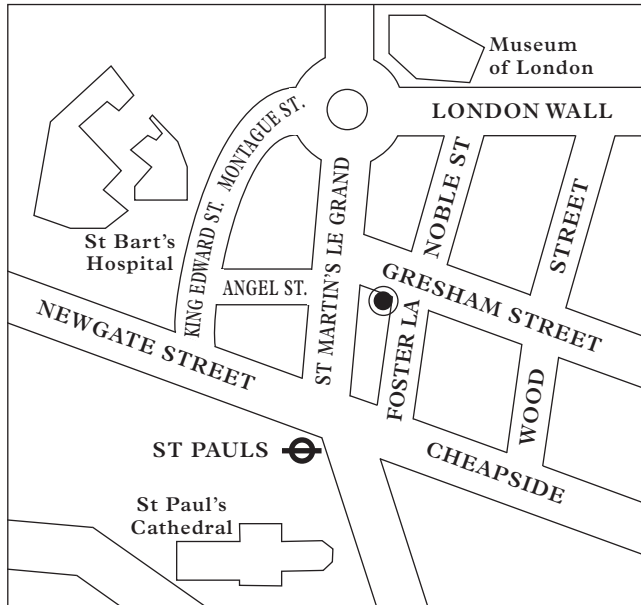 Museum
of London
LONDON WALL
MONTAGUE ST.
KING EDWARD ST.
ST MARTIN'S LE GRAND
NOBLE ST
STREET
WOOD
St Bart's
Hospital
ANGEL ST.
GRESHAM STREET
NEWGATE STREET
FOSTER LA
ST PAULS
CHEAPSIDE
St Paul's
Cathedral